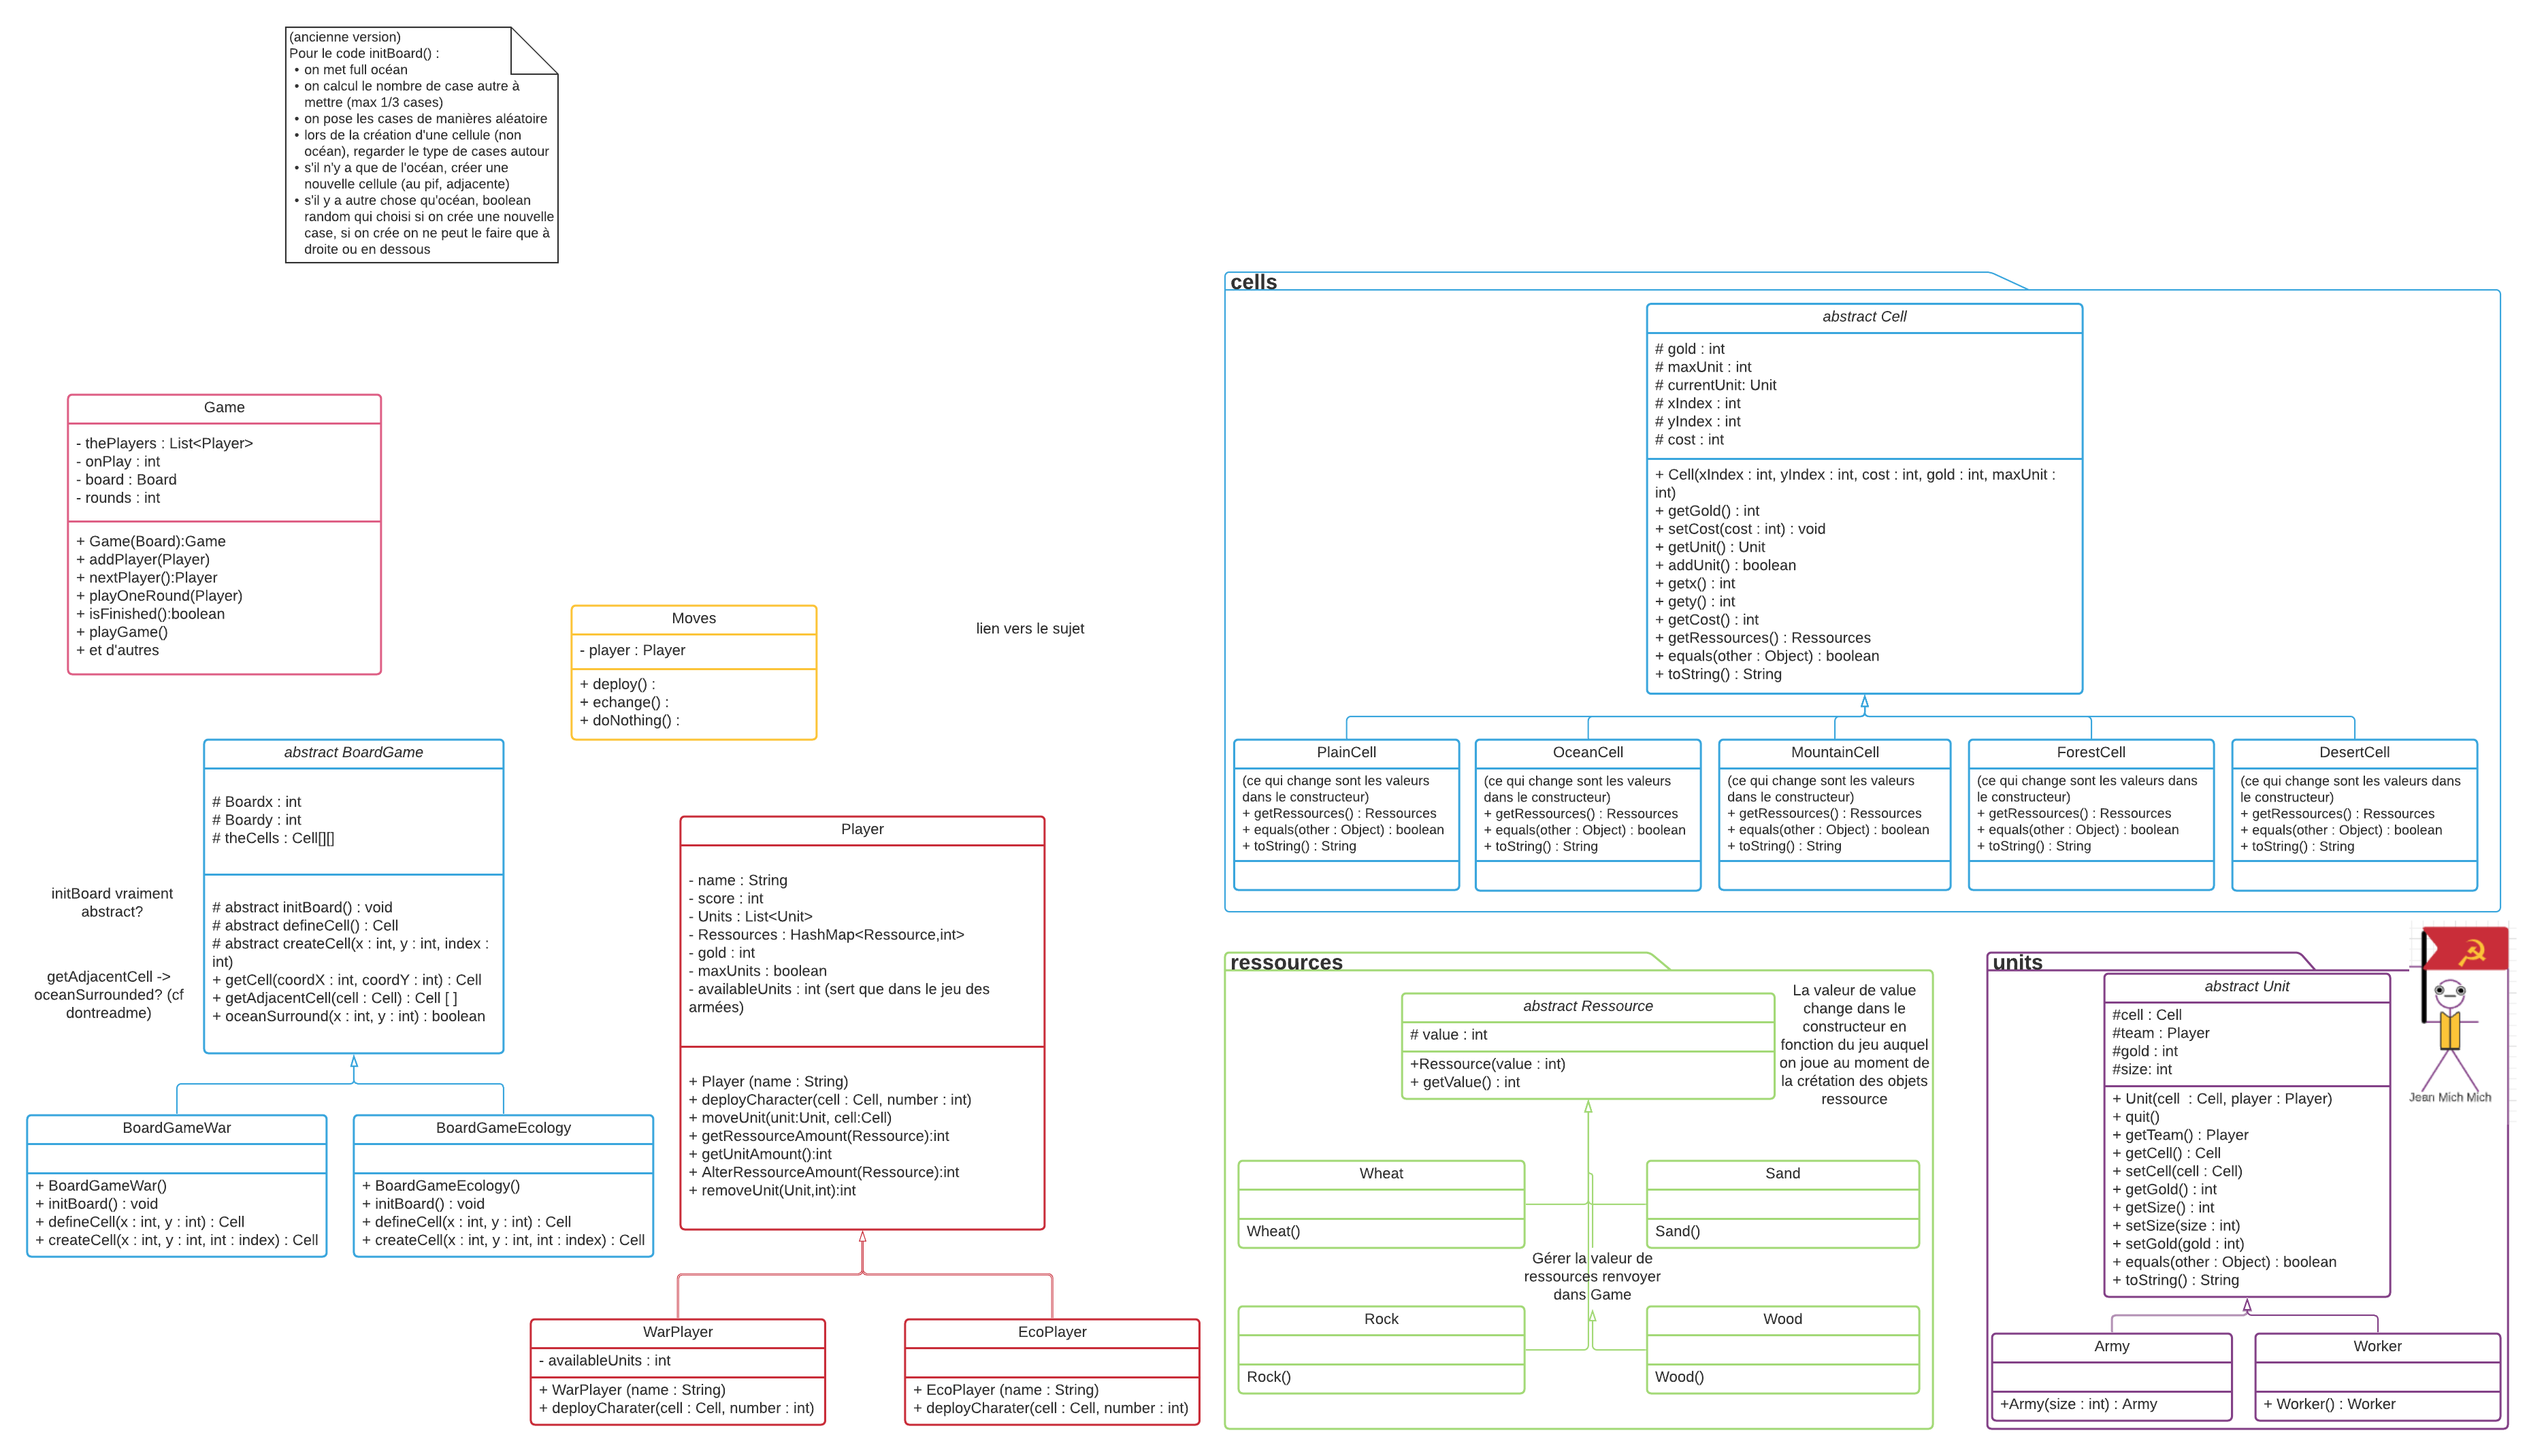 (ancienne version)
Pour le code initBoard() :
• on met full océan
• on calcul le nombre de case autre à
mettre (max 1/3 cases)
• on pose les cases de manières aléatoire
• lors de la création d'une cellule (non
océan), regarder le type de cases autour
• s'il n'y a que de l'océan, créer une
nouvelle cellule (au pif, adjacente)
• s'il y a autre chose qu'océan, boolean
random qui choisi si on crée une nouvelle
case, si on crée on ne peut le faire que à
droite ou en dessous
Game
- thePlayers : List<Player>
- onPlay : int
- board : Board
- rounds : int
+ Game(Board):Game
+ addPlayer(Player)
+ nextPlayer():Player
+ playOneRound(Player)
+ isFinished():boolean
+ playGame()
+ et d'autres
Moves
- player : Player
+ deploy() :
+ echange() :
+ doNothing() :
lien vers le sujet
abstract BoardGame
# Boardx : int
# Boardy : int
# theCells : Cell[][]
# abstract initBoard() : void
# abstract defineCell() : Cell
# abstract createCell(x : int, y : int, index :
int)
+ getCell(coordX : int, coordY : int) : Cell
+ getAdjacentCell(cell : Cell) : Cell [ ]
+ oceanSurround(x : int, y : int) : boolean
initBoard vraiment
abstract?
getAdjacentCell ->
oceanSurrounded? (cf
dontreadme)
BoardGameWar
+ BoardGameWar()
+ initBoard() : void
+ defineCell(x : int, y : int) : Cell
+ createCell(x : int, y : int, int : index) : Cell
BoardGameEcology
+ BoardGameEcology()
+ initBoard() : void
+ defineCell(x : int, y : int) : Cell
+ createCell(x : int, y : int, int : index) : Cell
Player
- name : String
- score : int
- Units : List<Unit>
- Ressources : HashMap<Ressource,int>
- gold : int
- maxUnits : boolean
- availableUnits : int (sert que dans le jeu des
armées)
+ Player (name : String)
+ deployCharacter(cell : Cell, number : int)
+ moveUnit(unit:Unit, cell:Cell)
+ getRessourceAmount(Ressource):int
+ getUnitAmount():int
+ AlterRessourceAmount(Ressource):int
+ removeUnit(Unit,int):int
WarPlayer
- availableUnits : int
+ WarPlayer (name : String)
+ deployCharater(cell : Cell, number : int)
EcoPlayer
+ EcoPlayer (name : String)
+ deployCharater(cell : Cell, number : int)
cells
abstract Cell
# gold : int
# maxUnit : int
# currentUnit: Unit
# xIndex : int
# yIndex : int
# cost : int
+ Cell(xIndex : int, yIndex : int, cost : int, gold : int, maxUnit :
int)
+ getGold() : int
+ setCost(cost : int) : void
+ getUnit() : Unit
+ addUnit() : boolean
+ getx() : int
+ gety() : int
+ getCost() : int
+ getRessources() : Ressources
+ equals(other : Object) : boolean
+ toString() : String
PlainCell
(ce qui change sont les valeurs
dans le constructeur)
+ getRessources() : Ressources
+ equals(other : Object) : boolean
+ toString() : String
OceanCell
(ce qui change sont les valeurs
dans le constructeur)
+ getRessources() : Ressources
+ equals(other : Object) : boolean
+ toString() : String
MountainCell
(ce qui change sont les valeurs
dans le constructeur)
+ getRessources() : Ressources
+ equals(other : Object) : boolean
+ toString() : String
ForestCell
(ce qui change sont les valeurs dans
le constructeur)
+ getRessources() : Ressources
+ equals(other : Object) : boolean
+ toString() : String
DesertCell
(ce qui change sont les valeurs dans
le constructeur)
+ getRessources() : Ressources
+ equals(other : Object) : boolean
+ toString() : String
ressources
abstract Ressource
# value : int
+Ressource(value : int)
+ getValue() : int
La valeur de value
change dans le
constructeur en
fonction du jeu auquel
on joue au moment de
la crétation des objets
ressource
Wheat
Wheat()
Sand
Sand()
Gérer la valeur de
ressources renvoyer
dans Game
Rock
Rock()
Wood
Wood()
units
abstract Unit
#cell : Cell
#team : Player
#gold : int
#size: int
+ Unit(cell : Cell, player : Player)
+ quit()
+ getTeam() : Player
+ getCell() : Cell
+ setCell(cell : Cell)
+ getGold() : int
+ getSize() : int
+ setSize(size : int)
+ setGold(gold : int)
+ equals(other : Object) : boolean
+ toString() : String
Jean Mich Mich
Army
+Army(size : int) : Army
Worker
+ Worker() : Worker